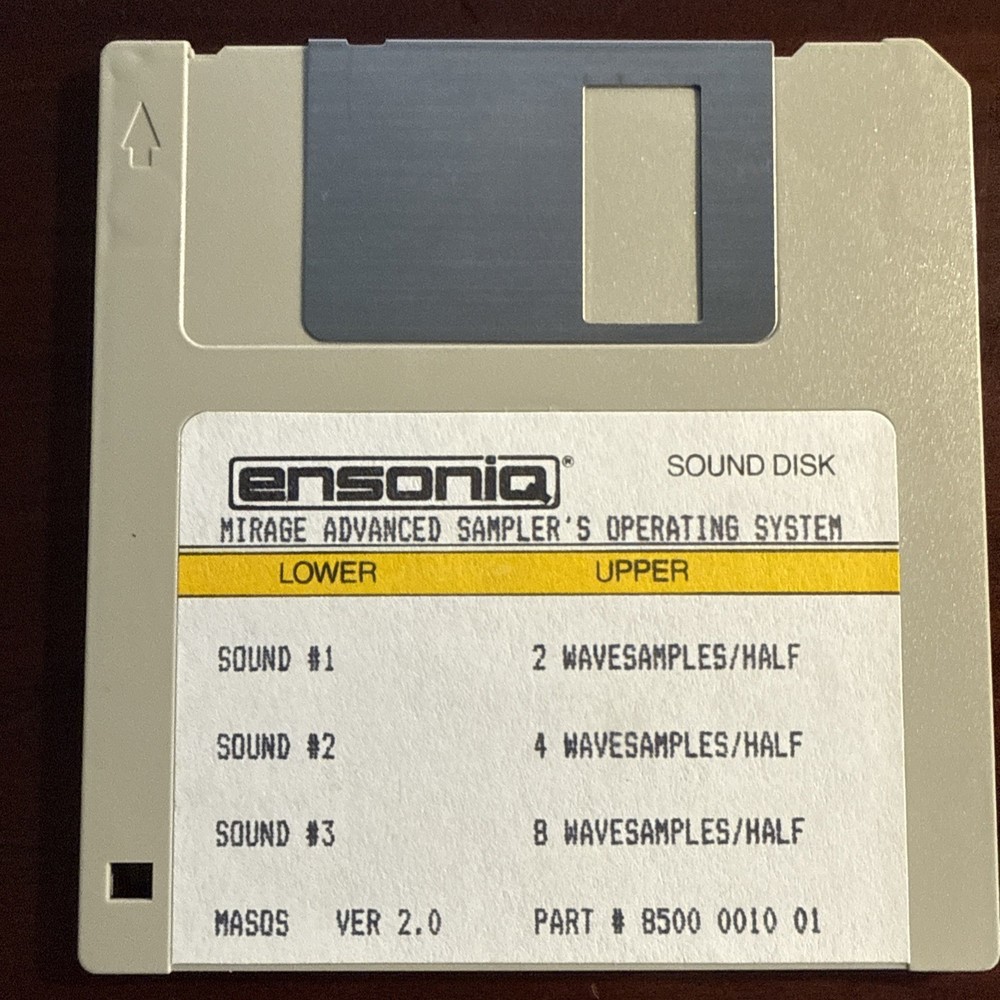 ensoniq® SOUND DISK
MIRAGE ADVANCED SAMPLER'S OPERATING SYSTEM
LOWER UPPER
SOUND #1 2 WAVESAMPLES/HALF
SOUND #2 4 WAVESAMPLES/HALF
SOUND #3 8 WAVESAMPLES/HALF
MASOS VER 2.0 PART # 8500 0010 01